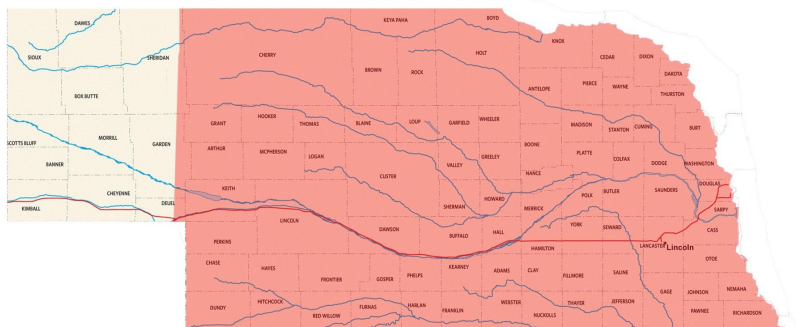 DAWES
KEYA PAHA
BOYD
SIOUX
SHERIDAN
CHERRY
HOLT
KNOX
CEDAR
DIXON
BROWN
ROCK
DAKOTA
BOX BUTTE
ANTELOPE
PIERCE
WAYNE
THURSTON
GRANT
HOOKER
THOMAS
BLAINE
LOUP
GARFIELD
WHEELER
MADISON
STANTON
CUMING
BURT
SCOTTS BLUFF
MORRILL
GARDEN
ARTHUR
MCPHERSON
LOGAN
CUSTER
VALLEY
GREELEY
BOONE
PLATTE
COLFAX
DODGE
WASHINGTON
BANNER
NANCE
KEITH
CHEYENNE
KIMBALL
DEUEL
LINCOLN
SHERMAN
HOWARD
MERRICK
POLK
BUTLER
SAUNDERS
DOUGLAS
SARPY
DAWSON
BUFFALO
HALL
YORK
SEWARD
CASS
PERKINS
HAMILTON
LANCASTER
Lincoln
CHASE
HAYES
FRONTIER
GOSPER
PHELPS
KEARNEY
ADAMS
CLAY
FILLMORE
SALINE
OTOE
DUNDY
HITCHCOCK
RED WILLOW
FURNAS
HARLAN
FRANKLIN
WEBSTER
NUCKOLLS
THAYER
JEFFERSON
GAGE
JOHNSON
NEMAHA
PAWNEE
RICHARDSON